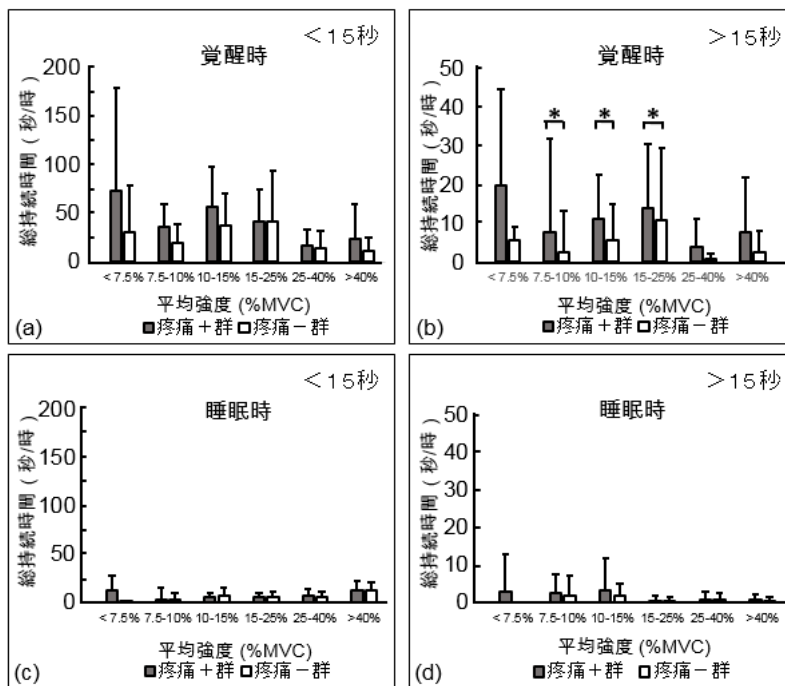 ＜15秒
覚醒時
総持続時間（秒/時）
200
150
100
50
0
<7.5% 7.5-10% 10-15% 15-25% 25-40% >40%
平均強度 (%MVC)
(a) ■疼痛＋群 □疼痛－群
＞15秒
覚醒時
総持続時間（秒/時）
50
40
30
20
10
0
* * *
<7.5% 7.5-10% 10-15% 15-25% 25-40% >40%
平均強度 (%MVC)
(b) ■疼痛＋群 □疼痛－群
＜15秒
睡眠時
総持続時間（秒/時）
200
150
100
50
0
<7.5% 7.5-10% 10-15% 15-25% 25-40% >40%
平均強度 (%MVC)
(c) ■疼痛＋群 □疼痛－群
＞15秒
睡眠時
総持続時間（秒/時）
50
40
30
20
10
0
<7.5% 7.5-10% 10-15% 15-25% 25-40% >40%
平均強度 (%MVC)
(d) ■疼痛＋群 □疼痛－群